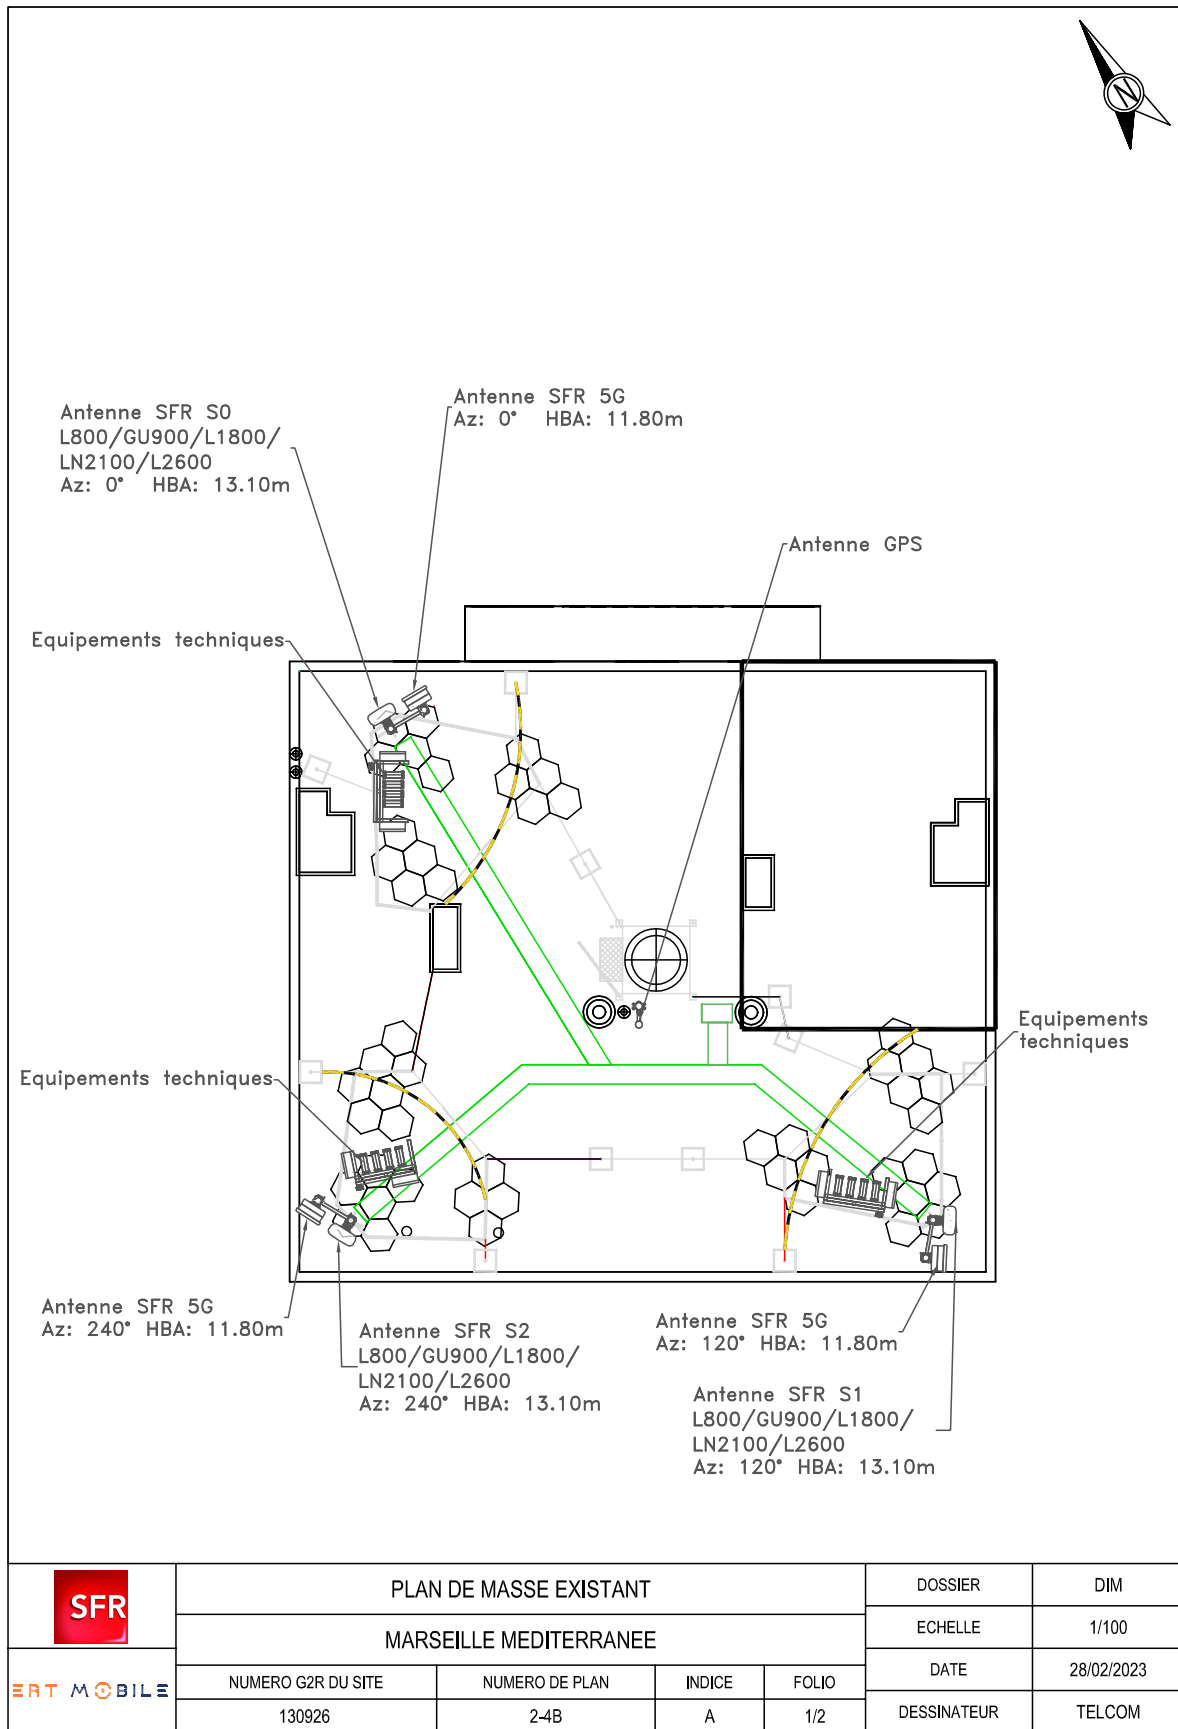 N
Antenne SFR S0
L800/GU900/L1800/
LN2100/L2600
Az: 0° HBA: 13.10m
Antenne SFR 5G
Az: 0° HBA: 11.80m
Antenne GPS
Equipements techniques
Equipements
techniques
Equipements techniques
Antenne SFR 5G
Az: 240° HBA: 11.80m
Antenne SFR S2
L800/GU900/L1800/
LN2100/L2600
Az: 240° HBA: 13.10m
Antenne SFR 5G
Az: 120° HBA: 11.80m
Antenne SFR S1
L800/GU900/L1800/
LN2100/L2600
Az: 120° HBA: 13.10m
SFR
ERT MOBILE
PLAN DE MASSE EXISTANT
MARSEILLE MEDITERRANEE
NUMERO G2R DU SITE
NUMERO DE PLAN
INDICE
FOLIO
130926
2-4B
A
1/2
DOSSIER
DIM
ECHELLE
1/100
DATE
28/02/2023
DESSINATEUR
TELCOM